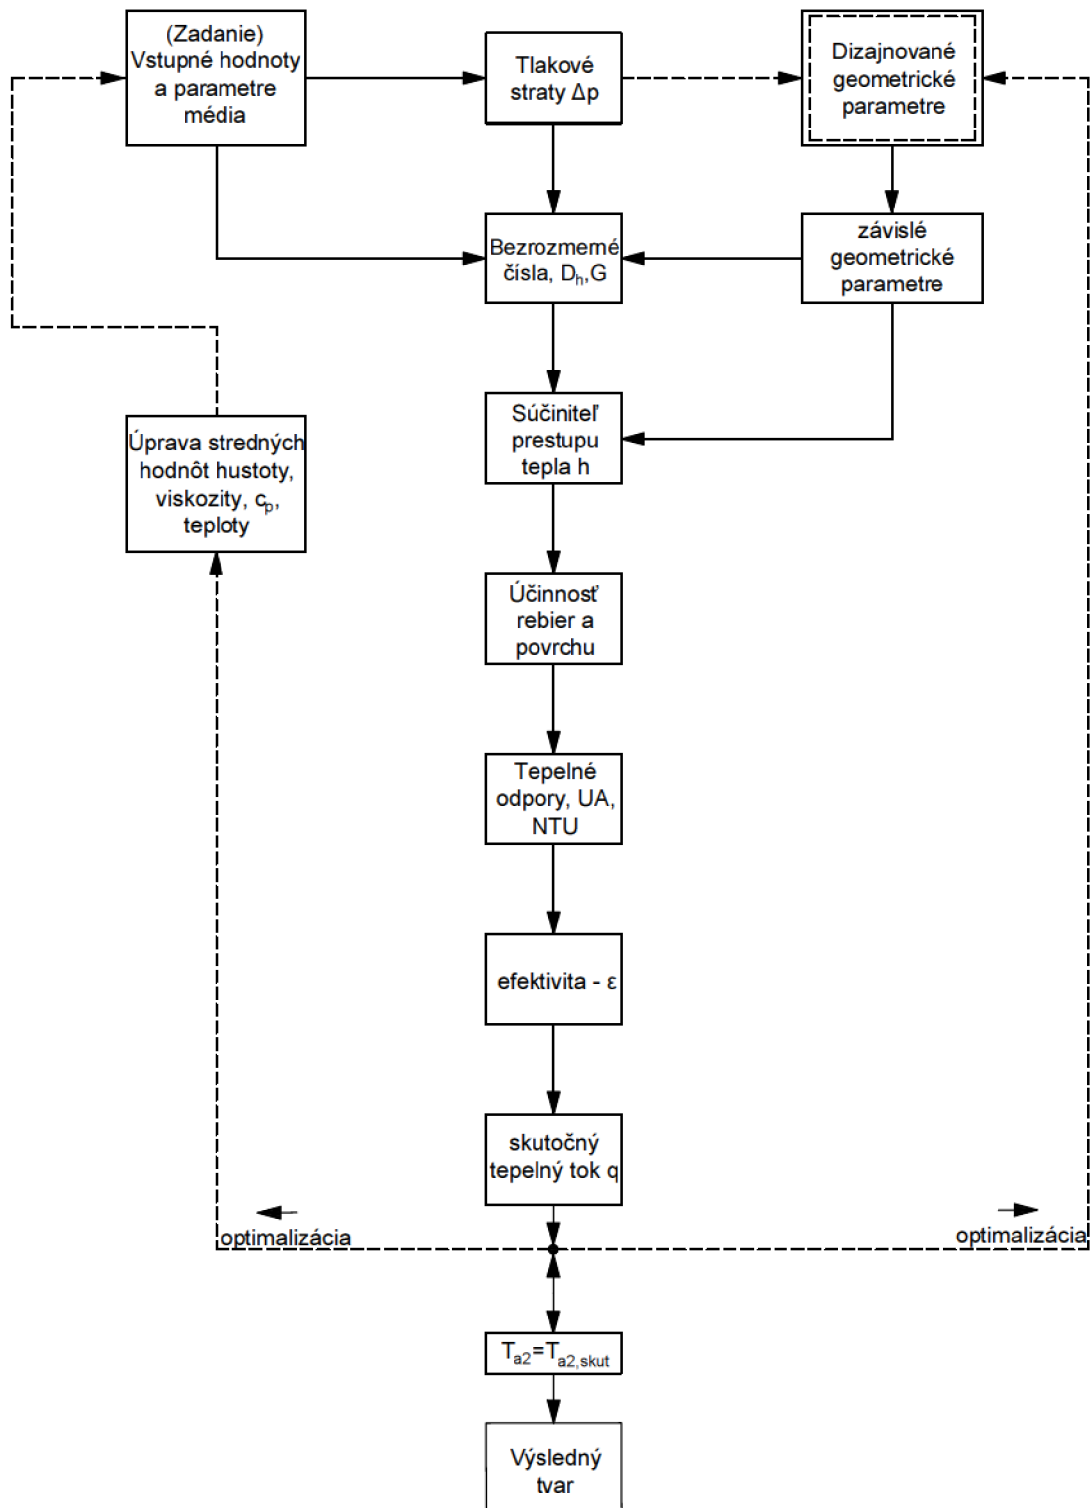 (Zadanie)
Vstupné hodnoty
a parametre
média
Tlakové
straty Δp
Dizajnované
geometrické
parametre
Bezrozmerné
čísla, Dh,G
závislé
geometrické
parametre
Súčiniteľ
prestupu
tepla h
Úprava stredných
hodnôt hustoty,
viskozity, cp,
teploty
Účinnosť
rebier a
povrchu
Tepelné
odpory, UA,
NTU
efektivita - ε
skutočný
tepelný tok q
optimalizácia
optimalizácia
Ta2=Ta2,skut
Výsledný
tvar